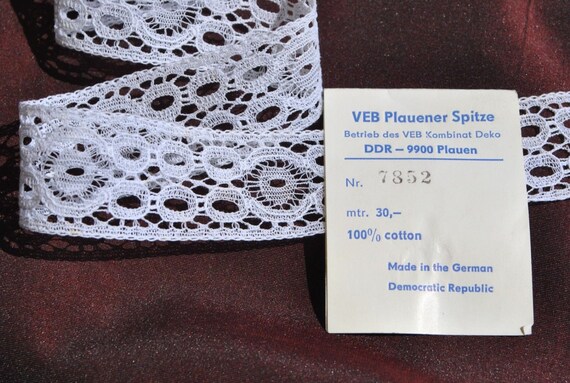 VEB Plauener Spitze
Betrieb des VEB Kombinat Deko
DDR — 9900 Plauen
Nr. 7852
mtr. 30,—
100% cotton
Made in the German
Democratic Republic